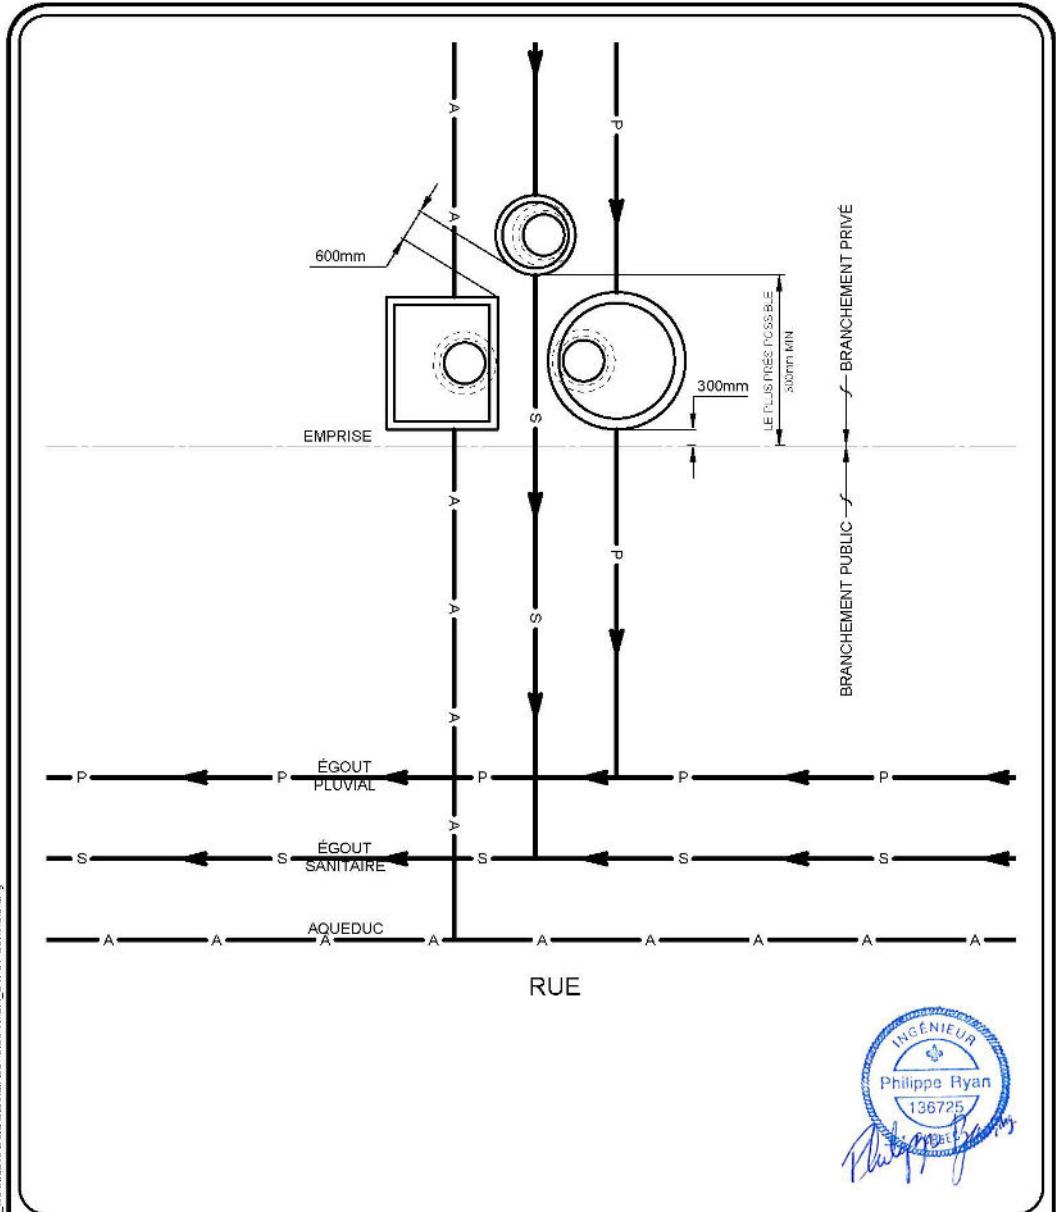 A
P
A
600mm
BRANCHEMENT PRIVÉ
LE PLUS PRÈS POSSIBLE
300mm MIN
300mm
S
EMPRISE
A
P
BRANCHEMENT PUBLIC
A
S
A
P P P P P
ÉGOUT
PLUVIAL
A
S S S S S
ÉGOUT
SANITAIRE
AQUEDUC
A A A A A A A A A
RUE
INGÉNIEUR
Philippe Ryan
136725
QUÉBEC